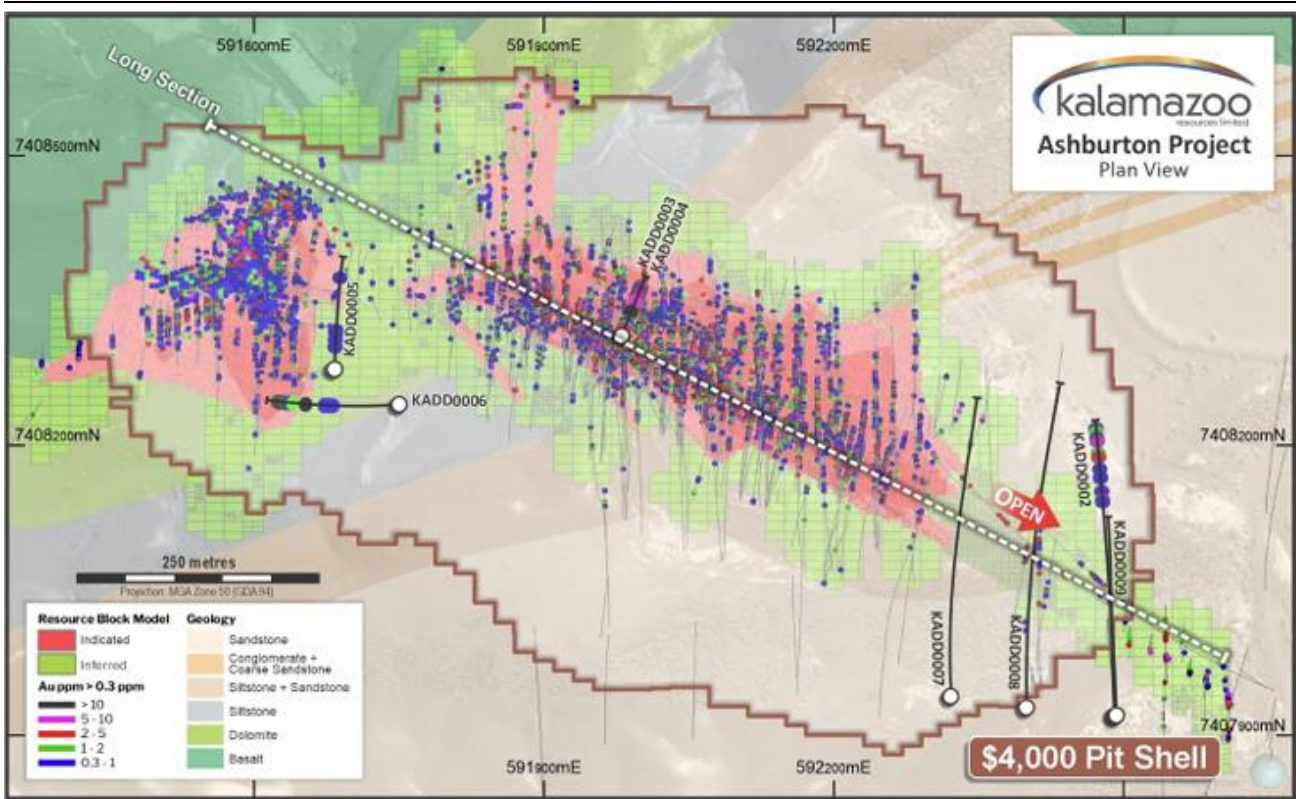 591600mE
591900mE
592200mE
Long Section
kalamazoo
resources limited
Ashburton Project
Plan View
7408500mN
KADD0003
KADD0004
KADD0005
KADD0006
7408200mN
7408200mN
KADD0002
OPEN
KADD0009
250 metres
Projection: MGA Zone 50 (GDA94)
KADD0007
KADD0008
Resource Block Model
Indicated
Inferred
Au ppm > 0.3 ppm
> 10
5 - 10
2 - 5
1 - 2
0.3 - 1
Geology
Sandstone
Conglomerate +
Coarse Sandstone
Siltstone + Sandstone
Siltstone
Dolomite
Basalt
7407900mN
$4,000 Pit Shell
591900mE
592200mE